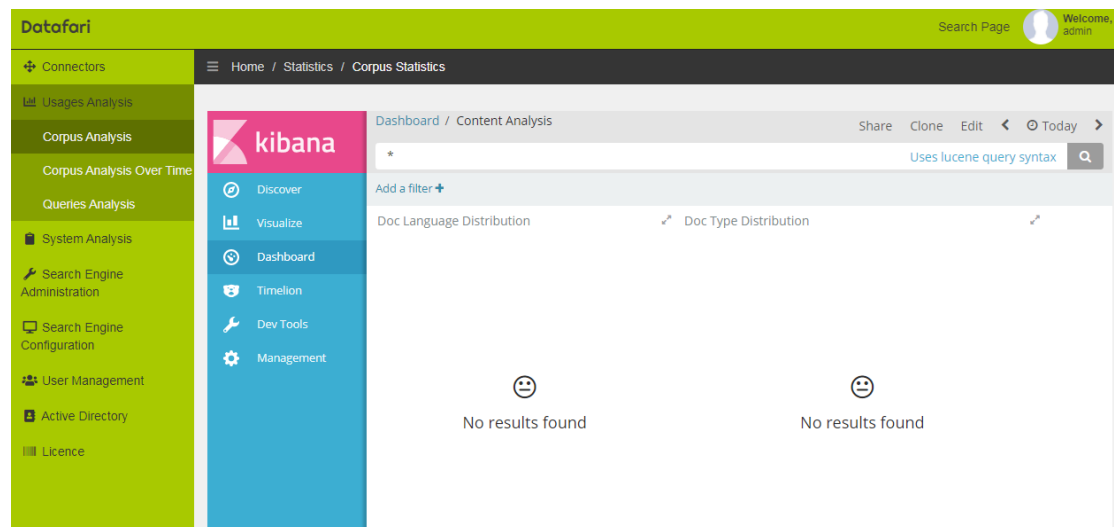 Datafari
Search Page
Welcome,
admin
Connectors
Home / Statistics / Corpus Statistics
Usages Analysis
Corpus Analysis
Corpus Analysis Over Time
Queries Analysis
System Analysis
Search Engine
Administration
Search Engine
Configuration
User Management
Active Directory
Licence
kibana
Discover
Visualize
Dashboard
Timelion
Dev Tools
Management
Dashboard / Content Analysis
Share Clone Edit Today
*
Uses lucene query syntax
Add a filter +
Doc Language Distribution
Doc Type Distribution
No results found
No results found